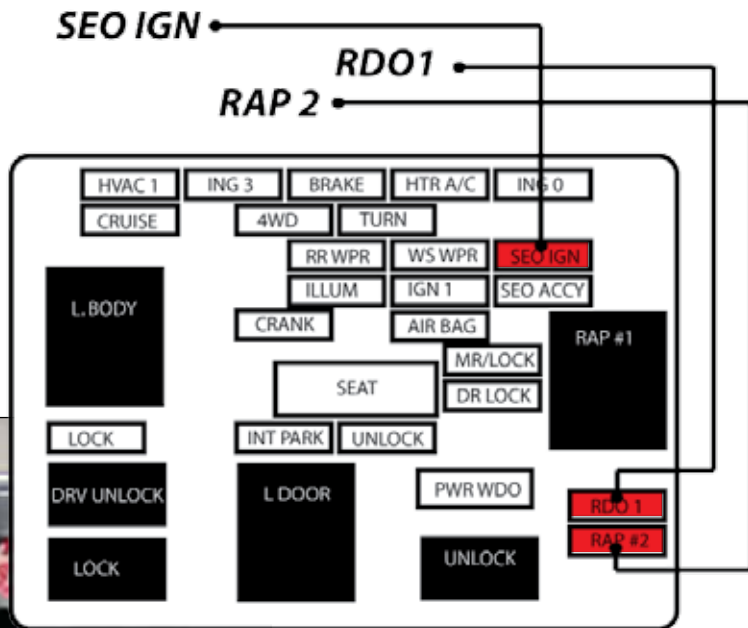 SEO IGN
RDO1
RAP 2
HVAC 1 ING 3 BRAKE HTR A/C ING 0
CRUISE 4WD TURN
RR WPR WS WPR SEO IGN
L.BODY ILLUM IGN 1 SEO ACCY
CRANK AIR BAG RAP #1
MR/LOCK
SEAT DR LOCK
LOCK INT PARK UNLOCK
DRV UNLOCK L DOOR PWR WDO RDO 1
RAP #2
LOCK UNLOCK